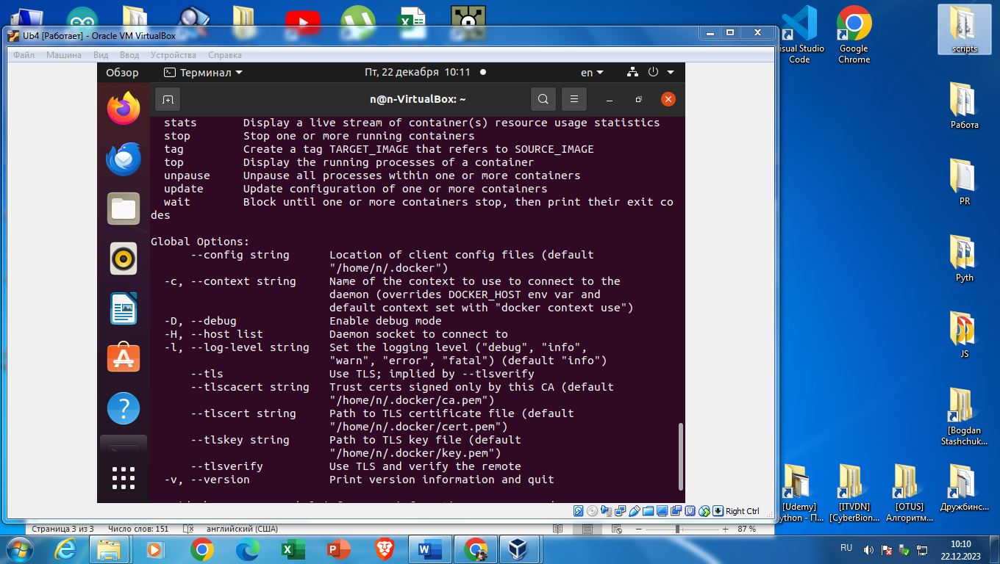 Ub4 [Работает] - Oracle VM VirtualBox
Файл Машина Вид Ввод Устройства Справка
Обзор Терминал Пт, 22 декабря 10:11 en
n@n-VirtualBox: ~
stats Display a live stream of container(s) resource usage statistics
stop Stop one or more running containers
tag Create a tag TARGET_IMAGE that refers to SOURCE_IMAGE
top Display the running processes of a container
unpause Unpause all processes within one or more containers
update Update configuration of one or more containers
wait Block until one or more containers stop, then print their exit co
des
Global Options:
--config string Location of client config files (default
"/home/n/.docker")
-c, --context string Name of the context to use to connect to the
daemon (overrides DOCKER_HOST env var and
default context set with "docker context use")
-D, --debug Enable debug mode
-H, --host list Daemon socket to connect to
-l, --log-level string Set the logging level ("debug", "info",
"warn", "error", "fatal") (default "info")
--tls Use TLS; implied by --tlsverify
--tlscacert string Trust certs signed only by this CA (default
"/home/n/.docker/ca.pem")
--tlscert string Path to TLS certificate file (default
"/home/n/.docker/cert.pem")
--tlskey string Path to TLS key file (default
"/home/n/.docker/key.pem")
--tlsverify Use TLS and verify the remote
-v, --version Print version information and quit
Right Ctrl
isual Studio
Code
Google
Chrome
scripts
Работа
PR
Pyth
JS
[Bogdan
Stashchuk...
[Udemy]
ython - П...
[ITVDN]
[CyberBion...
[OTUS]
Алгоритм...
Дружбинс...
Страница 3 из 3 Число слов: 151 английский (США) 87 %
RU
10:10
22.12.2023